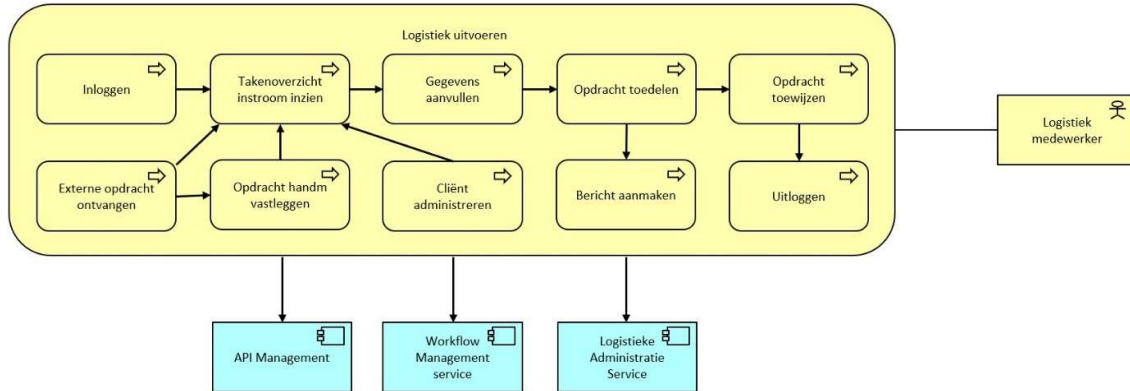 Logistiek uitvoeren
Inloggen
Takenoverzicht
instroom inzien
Gegevens
aanvullen
Opdracht toedelen
Opdracht
toewijzen
Logistiek
medewerker
Externe opdracht
ontvangen
Opdracht handm
vastleggen
Cliënt
administreren
Bericht aanmaken
Uitloggen
API Management
Workflow
Management
service
Logistieke
Administratie
Service